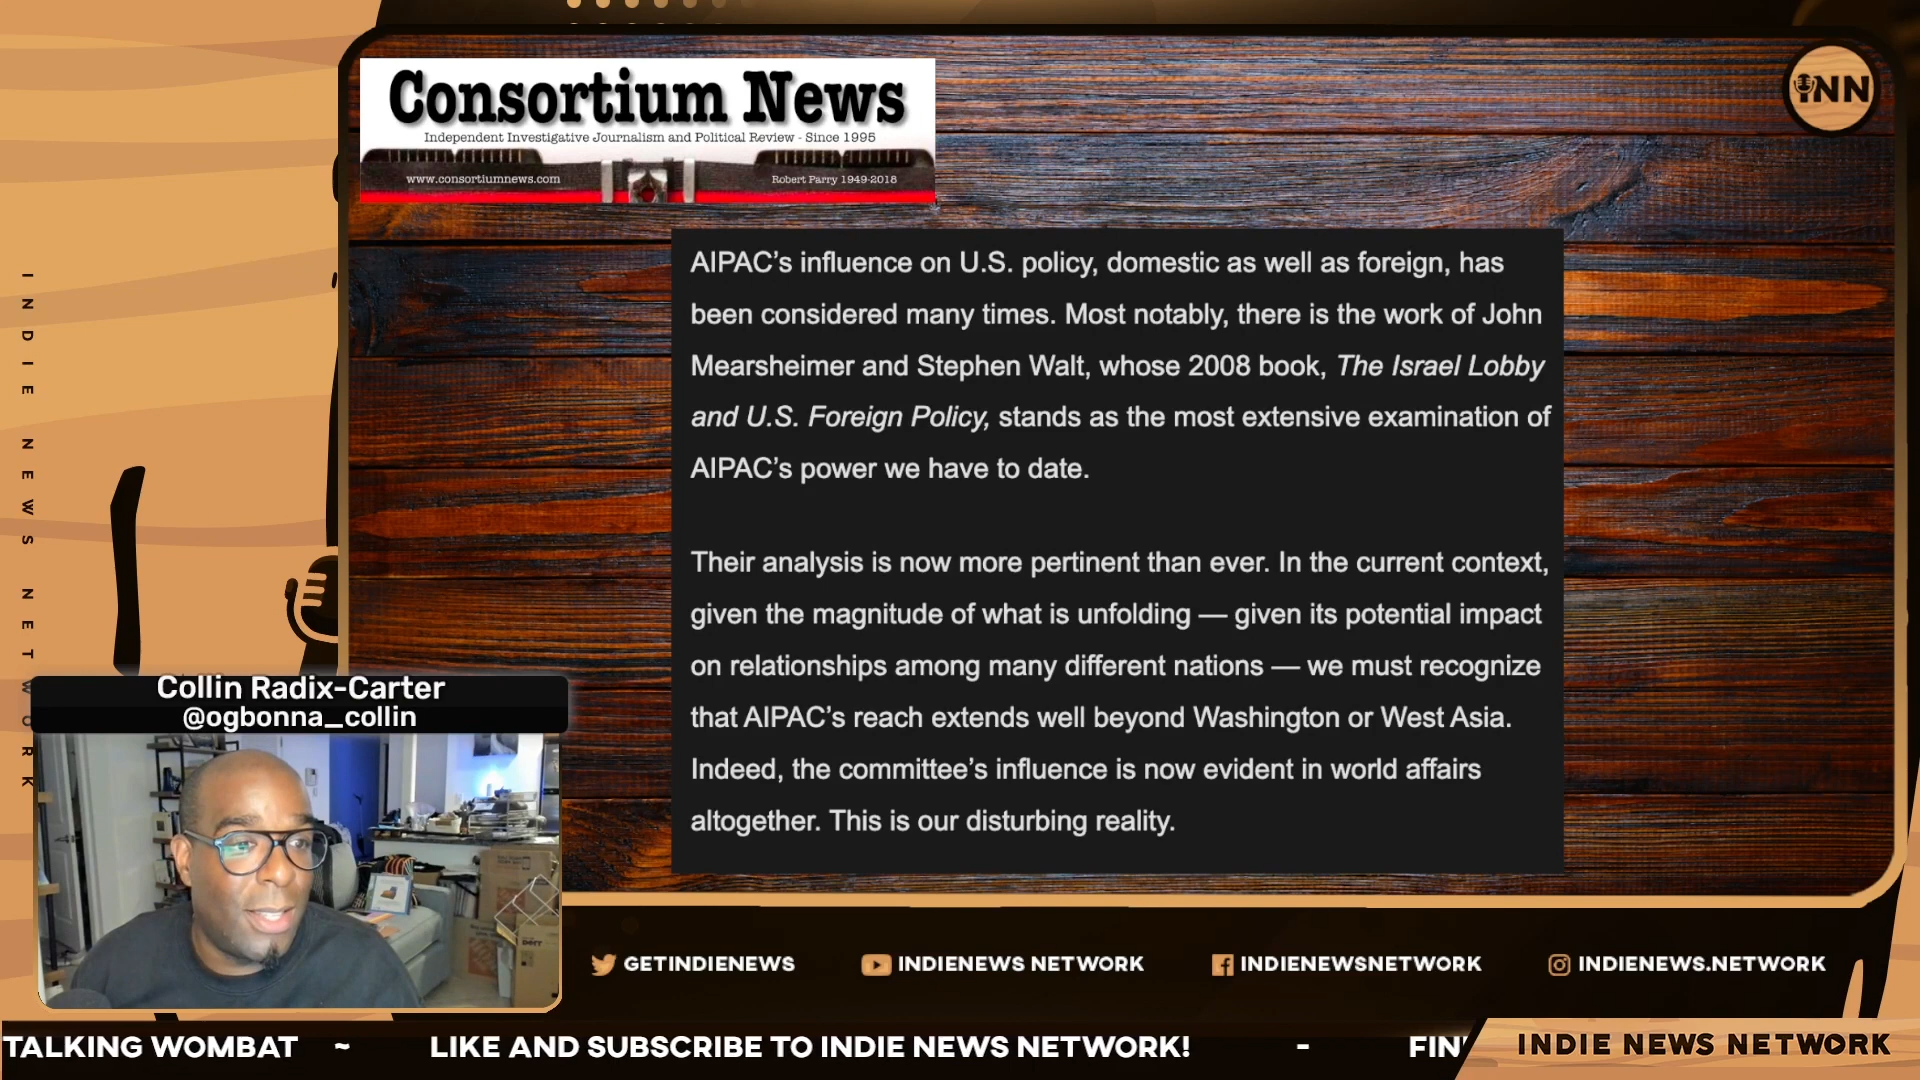 Consortium News
Independent Investigative Journalism and Political Review - Since 1995
www.consortiumnews.com
Robert Parry 1949-2018
iNN
AIPAC’s influence on U.S. policy, domestic as well as foreign, has
been considered many times. Most notably, there is the work of John
Mearsheimer and Stephen Walt, whose 2008 book, The Israel Lobby
and U.S. Foreign Policy, stands as the most extensive examination of
AIPAC’s power we have to date.
Their analysis is now more pertinent than ever. In the current context,
given the magnitude of what is unfolding — given its potential impact
on relationships among many different nations — we must recognize
that AIPAC’s reach extends well beyond Washington or West Asia.
Indeed, the committee’s influence is now evident in world affairs
altogether. This is our disturbing reality.
INDIE NEWS NETWORK
Collin Radix-Carter
@ogbonna_collin
GETINDIENEWS
INDIENEWS NETWORK
INDIENEWSNETWORK
INDIENEWS.NETWORK
TALKING WOMBAT ~ LIKE AND SUBSCRIBE TO INDIE NEWS NETWORK! -
INDIE NEWS NETWORK